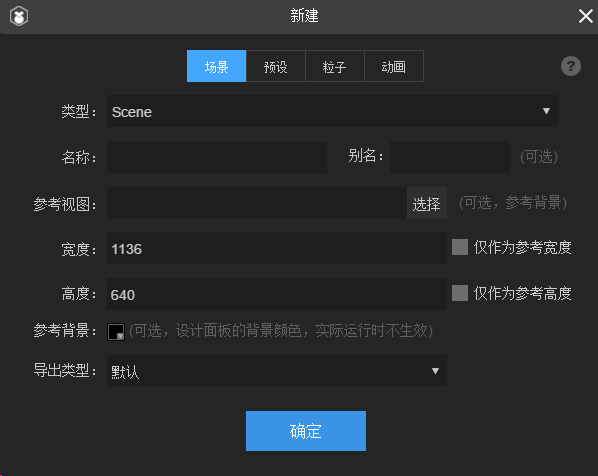 新建
场景 预设 粒子 动画
?
类型： Scene
名称： 别名： (可选)
参考视图： 选择 (可选，参考背景)
宽度： 1136 仅作为参考宽度
高度： 640 仅作为参考高度
参考背景： (可选，设计面板的背景颜色，实际运行时不生效)
导出类型： 默认
确定